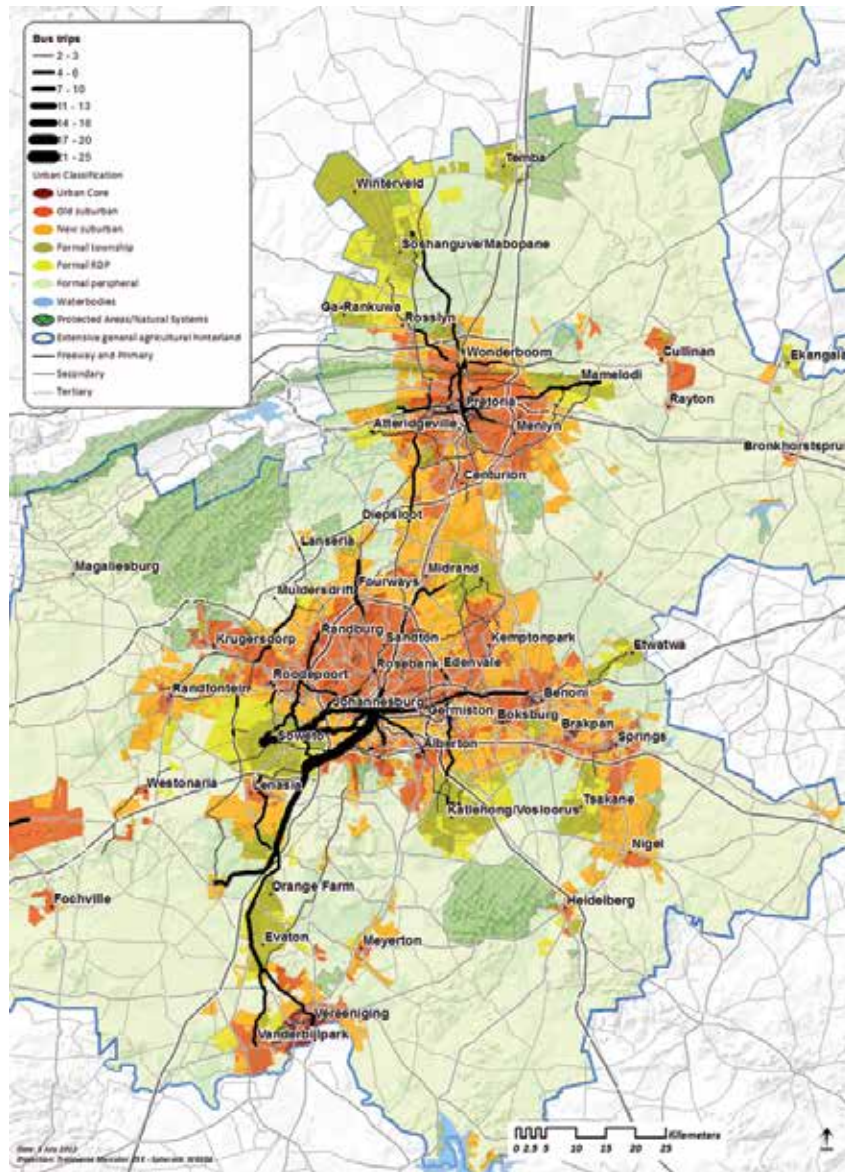 Bus trips
2 - 3
4 - 6
7 - 10
11 - 13
14 - 16
17 - 20
21 - 25
Urban Classification
Urban Core
Old suburban
New suburban
Formal township
Formal RDP
Formal peripheral
Waterbodies
Protected Areas/Natural Systems
Extensive general agricultural hinterland
Freeway and Primary
Secondary
Tertiary
Temba
Winterveld
Soshanguve/Mabopane
Ga-Rankuwa
Rosslyn
Wonderboom
Cullinan
Ekangala
Mamelodi
Pretoria
Rayton
Atteridgeville
Menlyn
Bronkhorstspruit
Centurion
Diepsloot
Lanseria
Magaliesburg
Midrand
Fourways
Muldersdrift
Randburg
Krugersdorp
Sandton
Kemptonpark
Etwatwa
Rosebank
Edenvale
Roodepoort
Randfontein
Benoni
Johannesburg
Germiston
Boksburg
Brakpan
Soweto
Springs
Alberton
Westonaria
Lenasia
Katlehong/Vosloorus
Tsakane
Nigel
Orange Farm
Fochville
Heidelberg
Evaton
Meyerton
Vereeniging
Vanderbijlpark
Kilometers
0 2.5 5 10 15 20 25